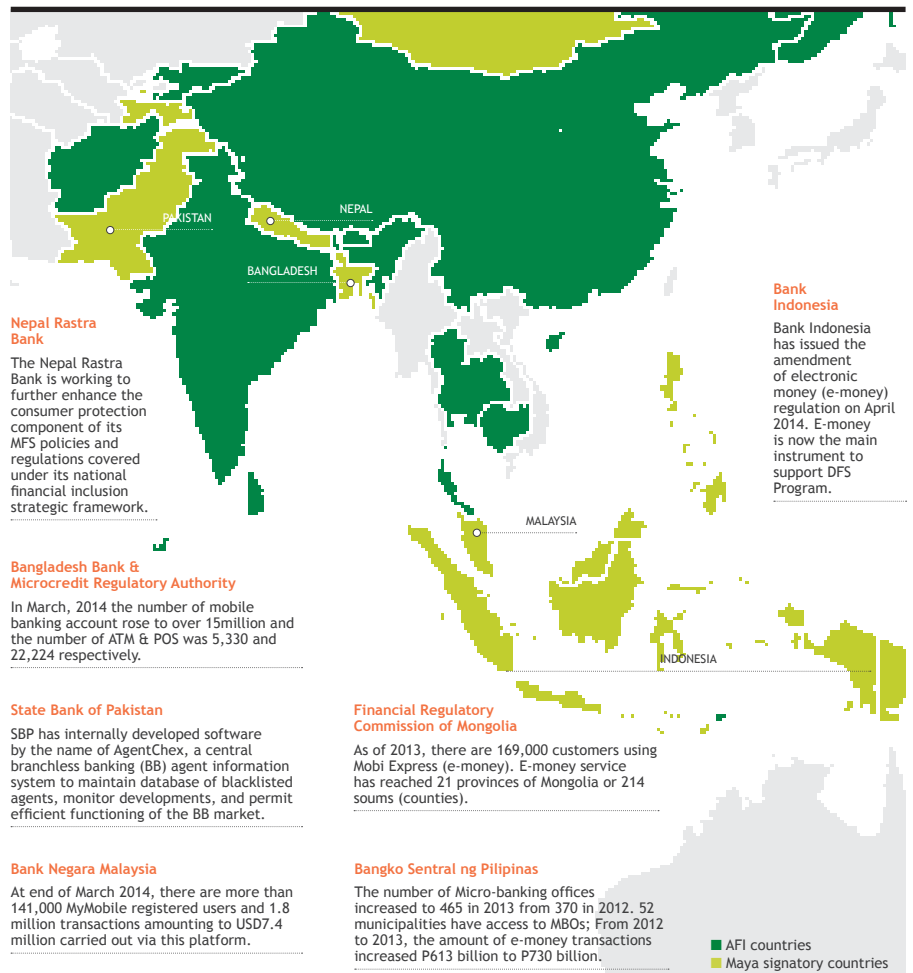 PAKISTAN
NEPAL
BANGLADESH
Nepal Rastra
Bank
The Nepal Rastra
Bank is working to
further enhance the
consumer protection
component of its
MFS policies and
regulations covered
under its national
financial inclusion
strategic framework.
Bank
Indonesia
Bank Indonesia
has issued the
amendment
of electronic
money (e-money)
regulation on April
2014. E-money
is now the main
instrument to
support DFS
Program.
MALAYSIA
INDONESIA
Bangladesh Bank &
Microcredit Regulatory Authority
In March, 2014 the number of mobile
banking account rose to over 15million and
the number of ATM & POS was 5,330 and
22,224 respectively.
State Bank of Pakistan
SBP has internally developed software
by the name of AgentChex, a central
branchless banking (BB) agent information
system to maintain database of blacklisted
agents, monitor developments, and permit
efficient functioning of the BB market.
Financial Regulatory
Commission of Mongolia
As of 2013, there are 169,000 customers using
Mobi Express (e-money). E-money service
has reached 21 provinces of Mongolia or 214
soums (counties).
Bank Negara Malaysia
At end of March 2014, there are more than
141,000 MyMobile registered users and 1.8
million transactions amounting to USD7.4
million carried out via this platform.
Bangko Sentral ng Pilipinas
The number of Micro-banking offices
increased to 465 in 2013 from 370 in 2012. 52
municipalities have access to MBOs; From 2012
to 2013, the amount of e-money transactions
increased P613 billion to P730 billion.
AFI countries
Maya signatory countries